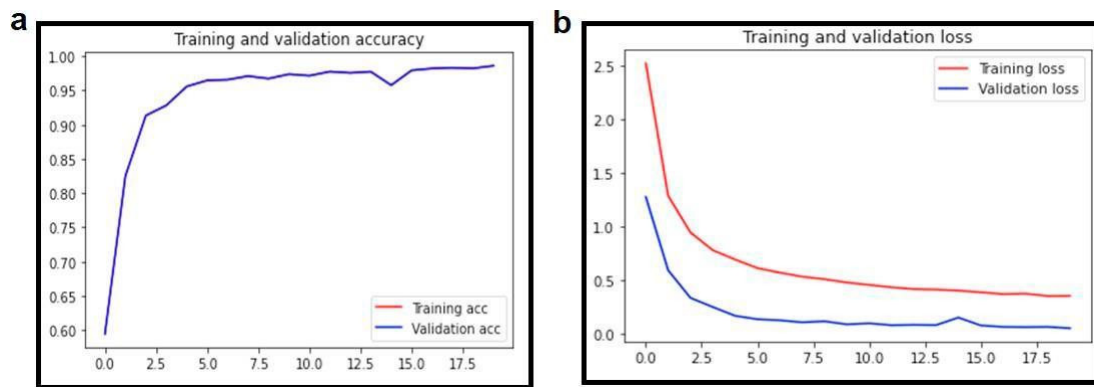 a
Training and validation accuracy
1.00
0.95
0.90
0.85
0.80
0.75
0.70
0.65
0.60
Training acc
Validation acc
0.0 2.5 5.0 7.5 10.0 12.5 15.0 17.5
b
Training and validation loss
2.5
2.0
1.5
1.0
0.5
0.0
Training loss
Validation loss
0.0 2.5 5.0 7.5 10.0 12.5 15.0 17.5